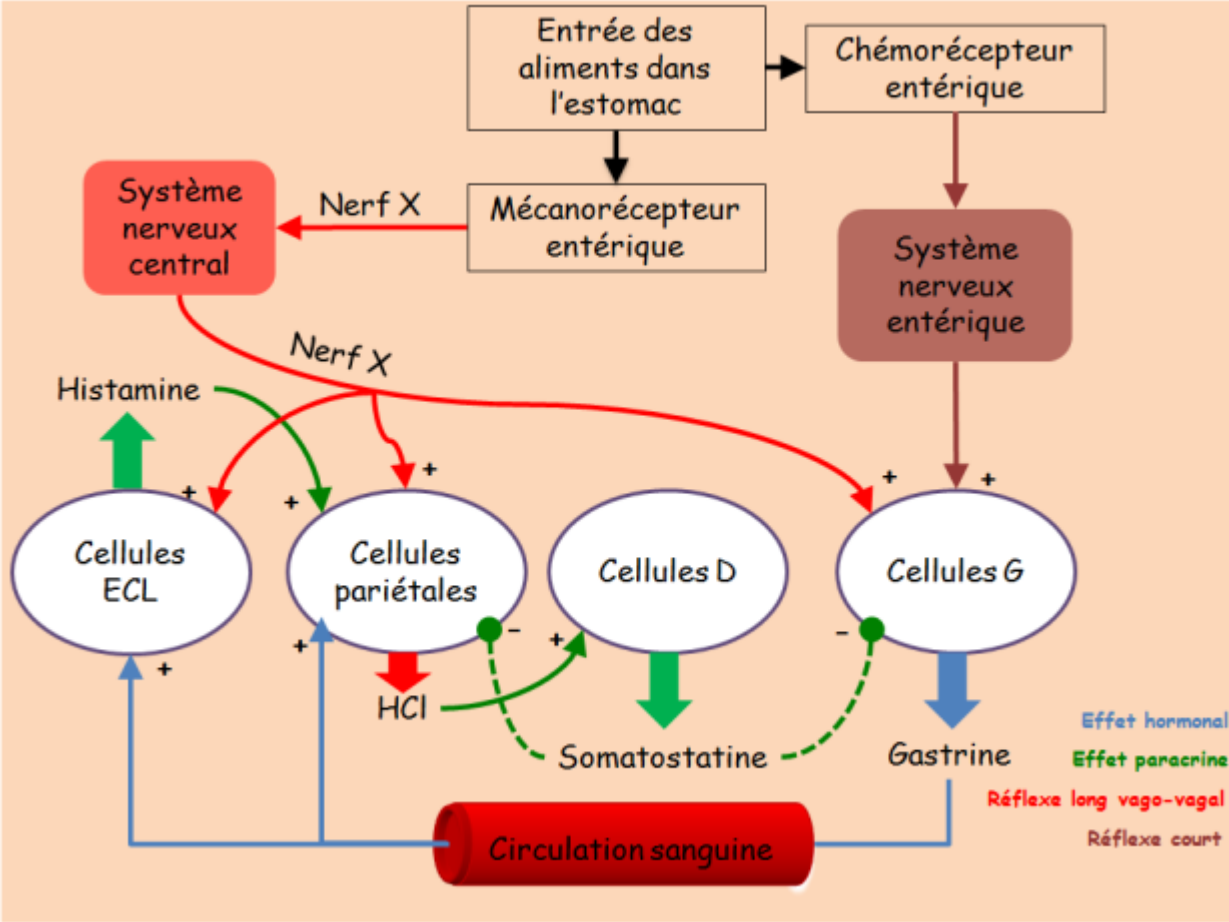 Entrée des
aliments dans
l'estomac
Chémorécepteur
entérique
Système
nerveux
central
Nerf X
Mécanorécepteur
entérique
Système
nerveux
entérique
Nerf X
Histamine
+
+
+
+
+
Cellules
ECL
Cellules
pariétales
Cellules D
Cellules G
+
+
-
+
-
HCl
Somatostatine
Gastrine
Effet hormonal
Effet paracrine
Réflexe long vago-vagal
Réflexe court
Circulation sanguine